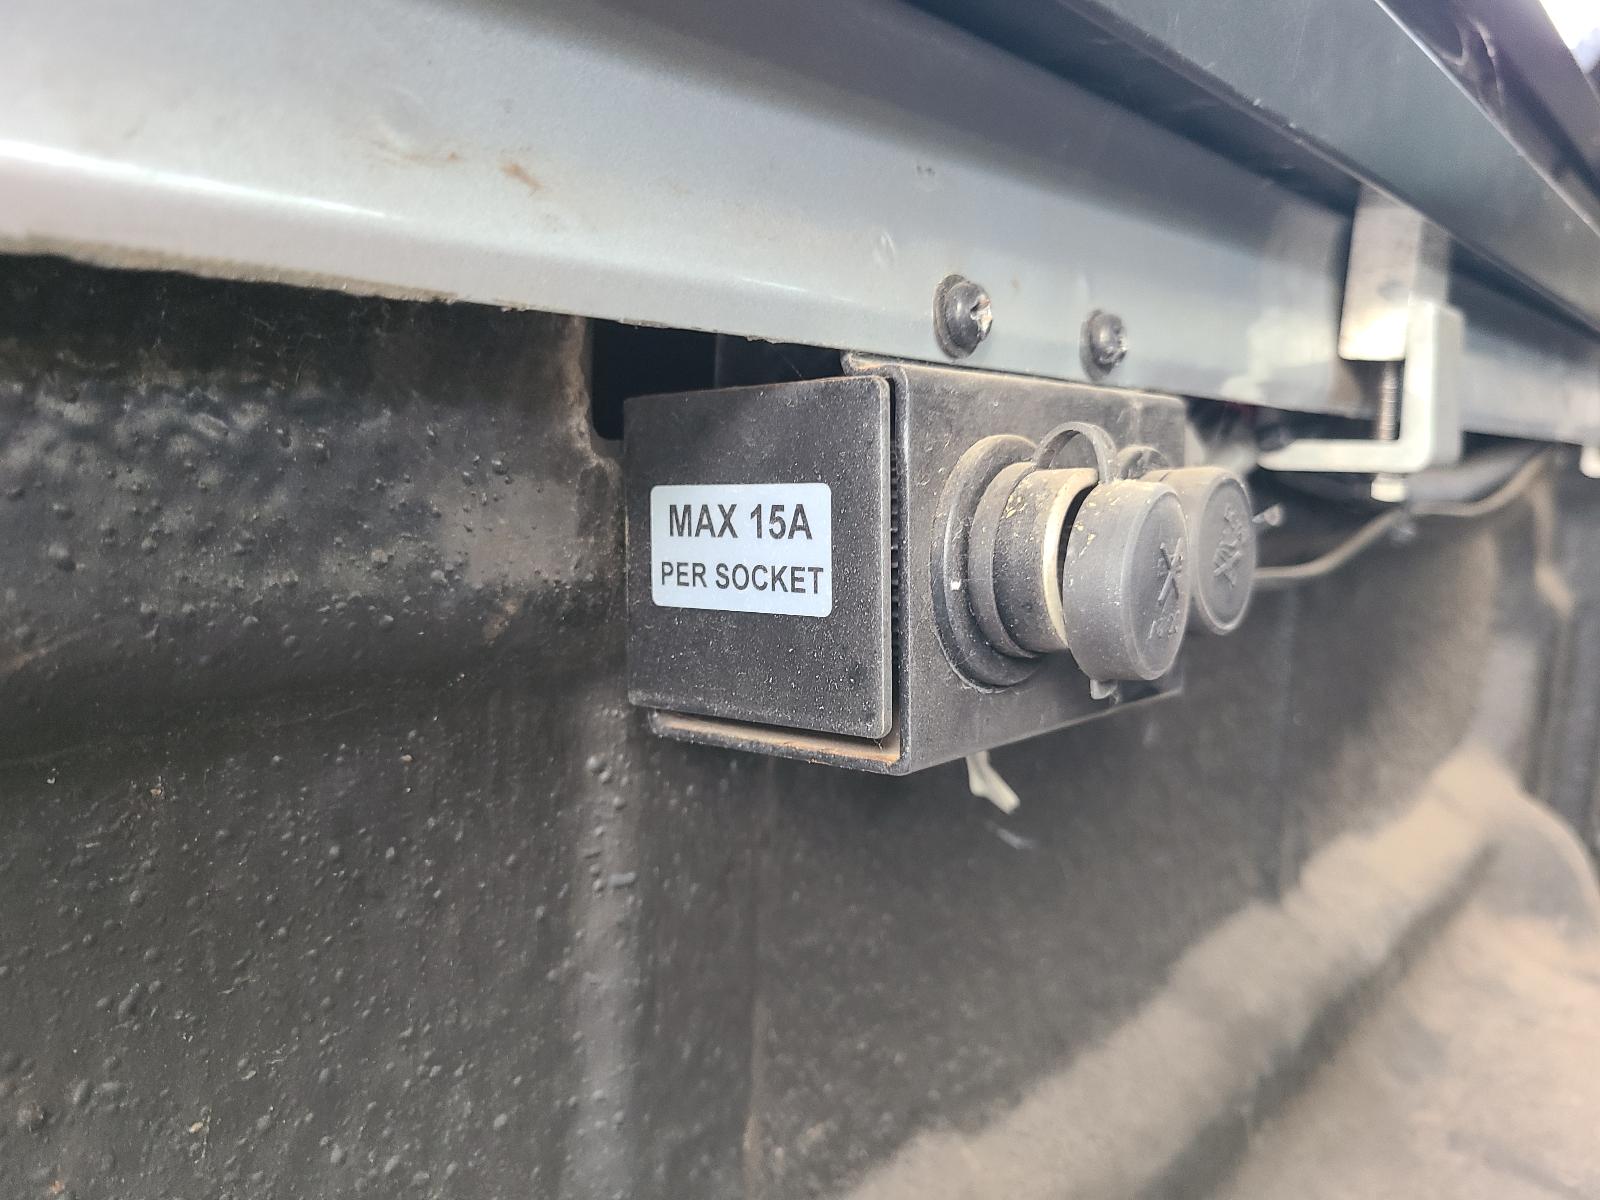 MAX 15A
PER SOCKET